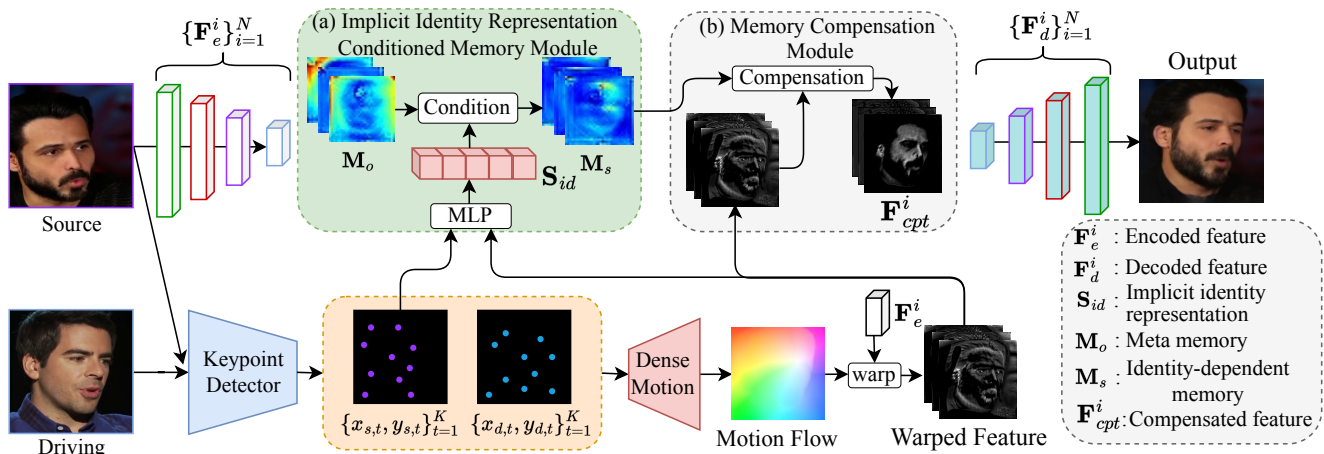 {F_e^i}_{i=1}^N
(a) Implicit Identity Representation
Conditioned Memory Module
M_o
Condition
M_s
S_id
MLP
(b) Memory Compensation
Module
Compensation
F_cpt^i
{F_d^i}_{i=1}^N
Output
Source
Driving
Keypoint
Detector
{x_{s,t}, y_{s,t}}_{t=1}^K
{x_{d,t}, y_{d,t}}_{t=1}^K
Dense
Motion
Motion Flow
F_e^i
warp
Warped Feature
F_e^i : Encoded feature
F_d^i : Decoded feature
S_id : Implicit identity
representation
M_o : Meta memory
M_s : Identity-dependent
memory
F_cpt^i : Compensated feature